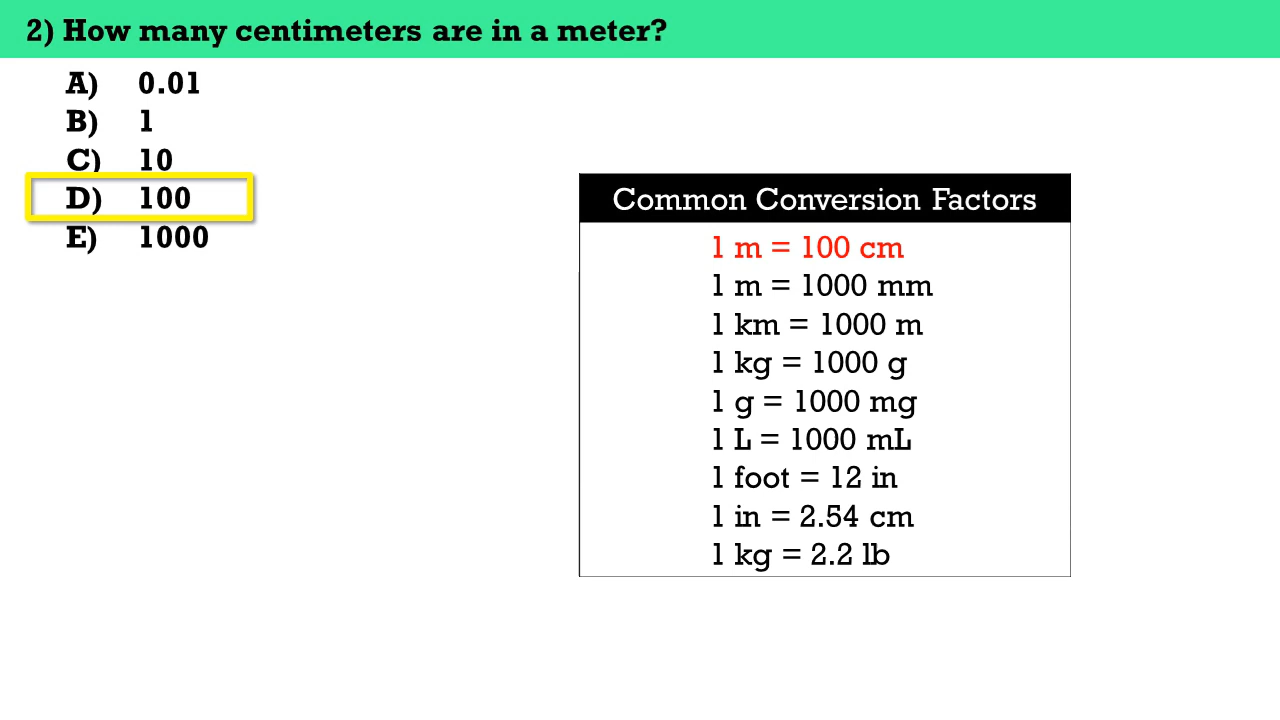 2) How many centimeters are in a meter?
A) 0.01
B) 1
C) 10
D) 100
E) 1000
Common Conversion Factors
1 m = 100 cm
1 m = 1000 mm
1 km = 1000 m
1 kg = 1000 g
1 g = 1000 mg
1 L = 1000 mL
1 foot = 12 in
1 in = 2.54 cm
1 kg = 2.2 lb